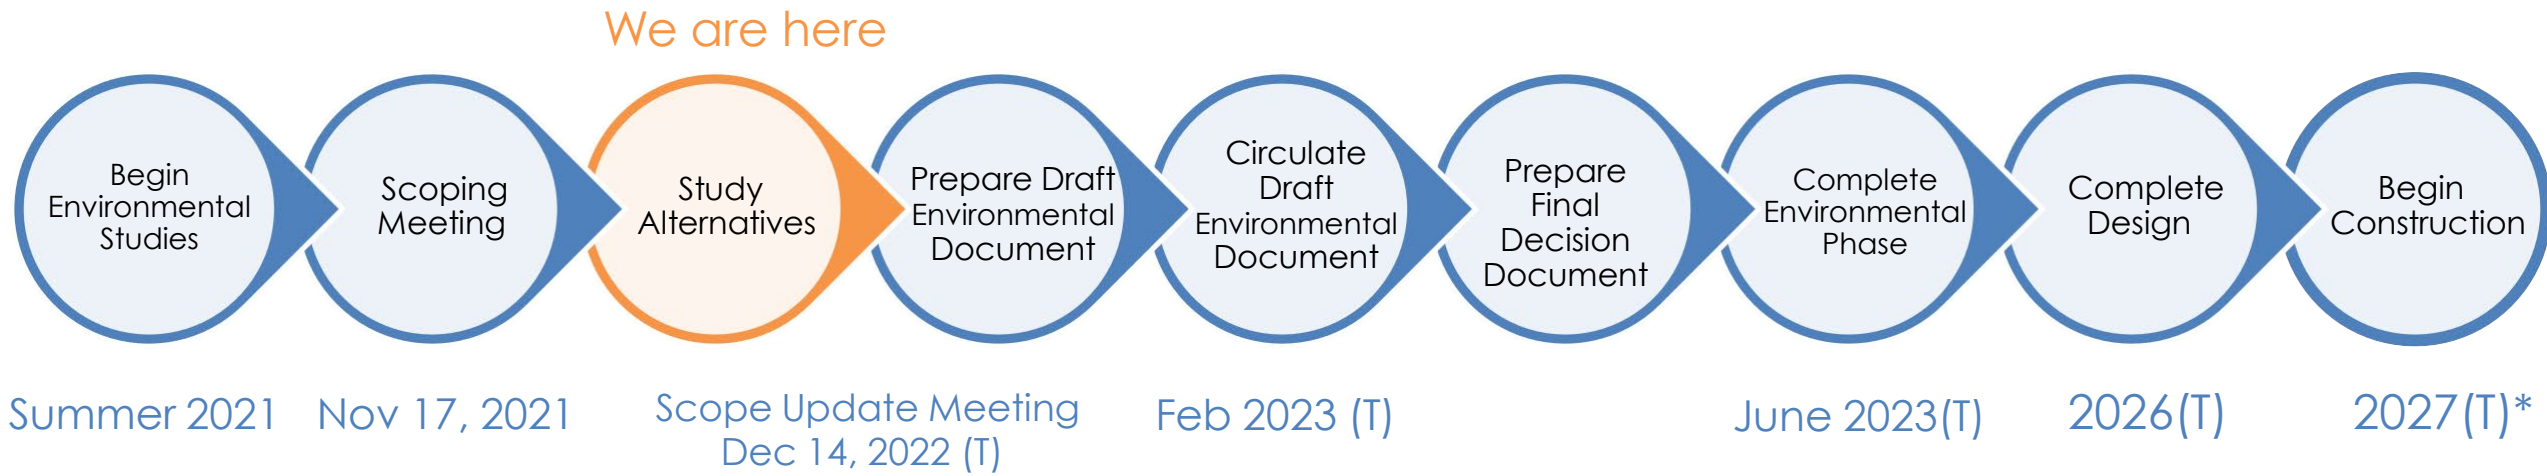 We are here
Begin
Environmental
Studies
Scoping
Meeting
Study
Alternatives
Prepare Draft
Environmental
Document
Circulate
Draft
Environmental
Document
Prepare
Final
Decision
Document
Complete
Environmental
Phase
Complete
Design
Begin
Construction
Summer 2021
Nov 17, 2021
Scope Update Meeting
Dec 14, 2022 (T)
Feb 2023 (T)
June 2023(T)
2026(T)
2027(T)*